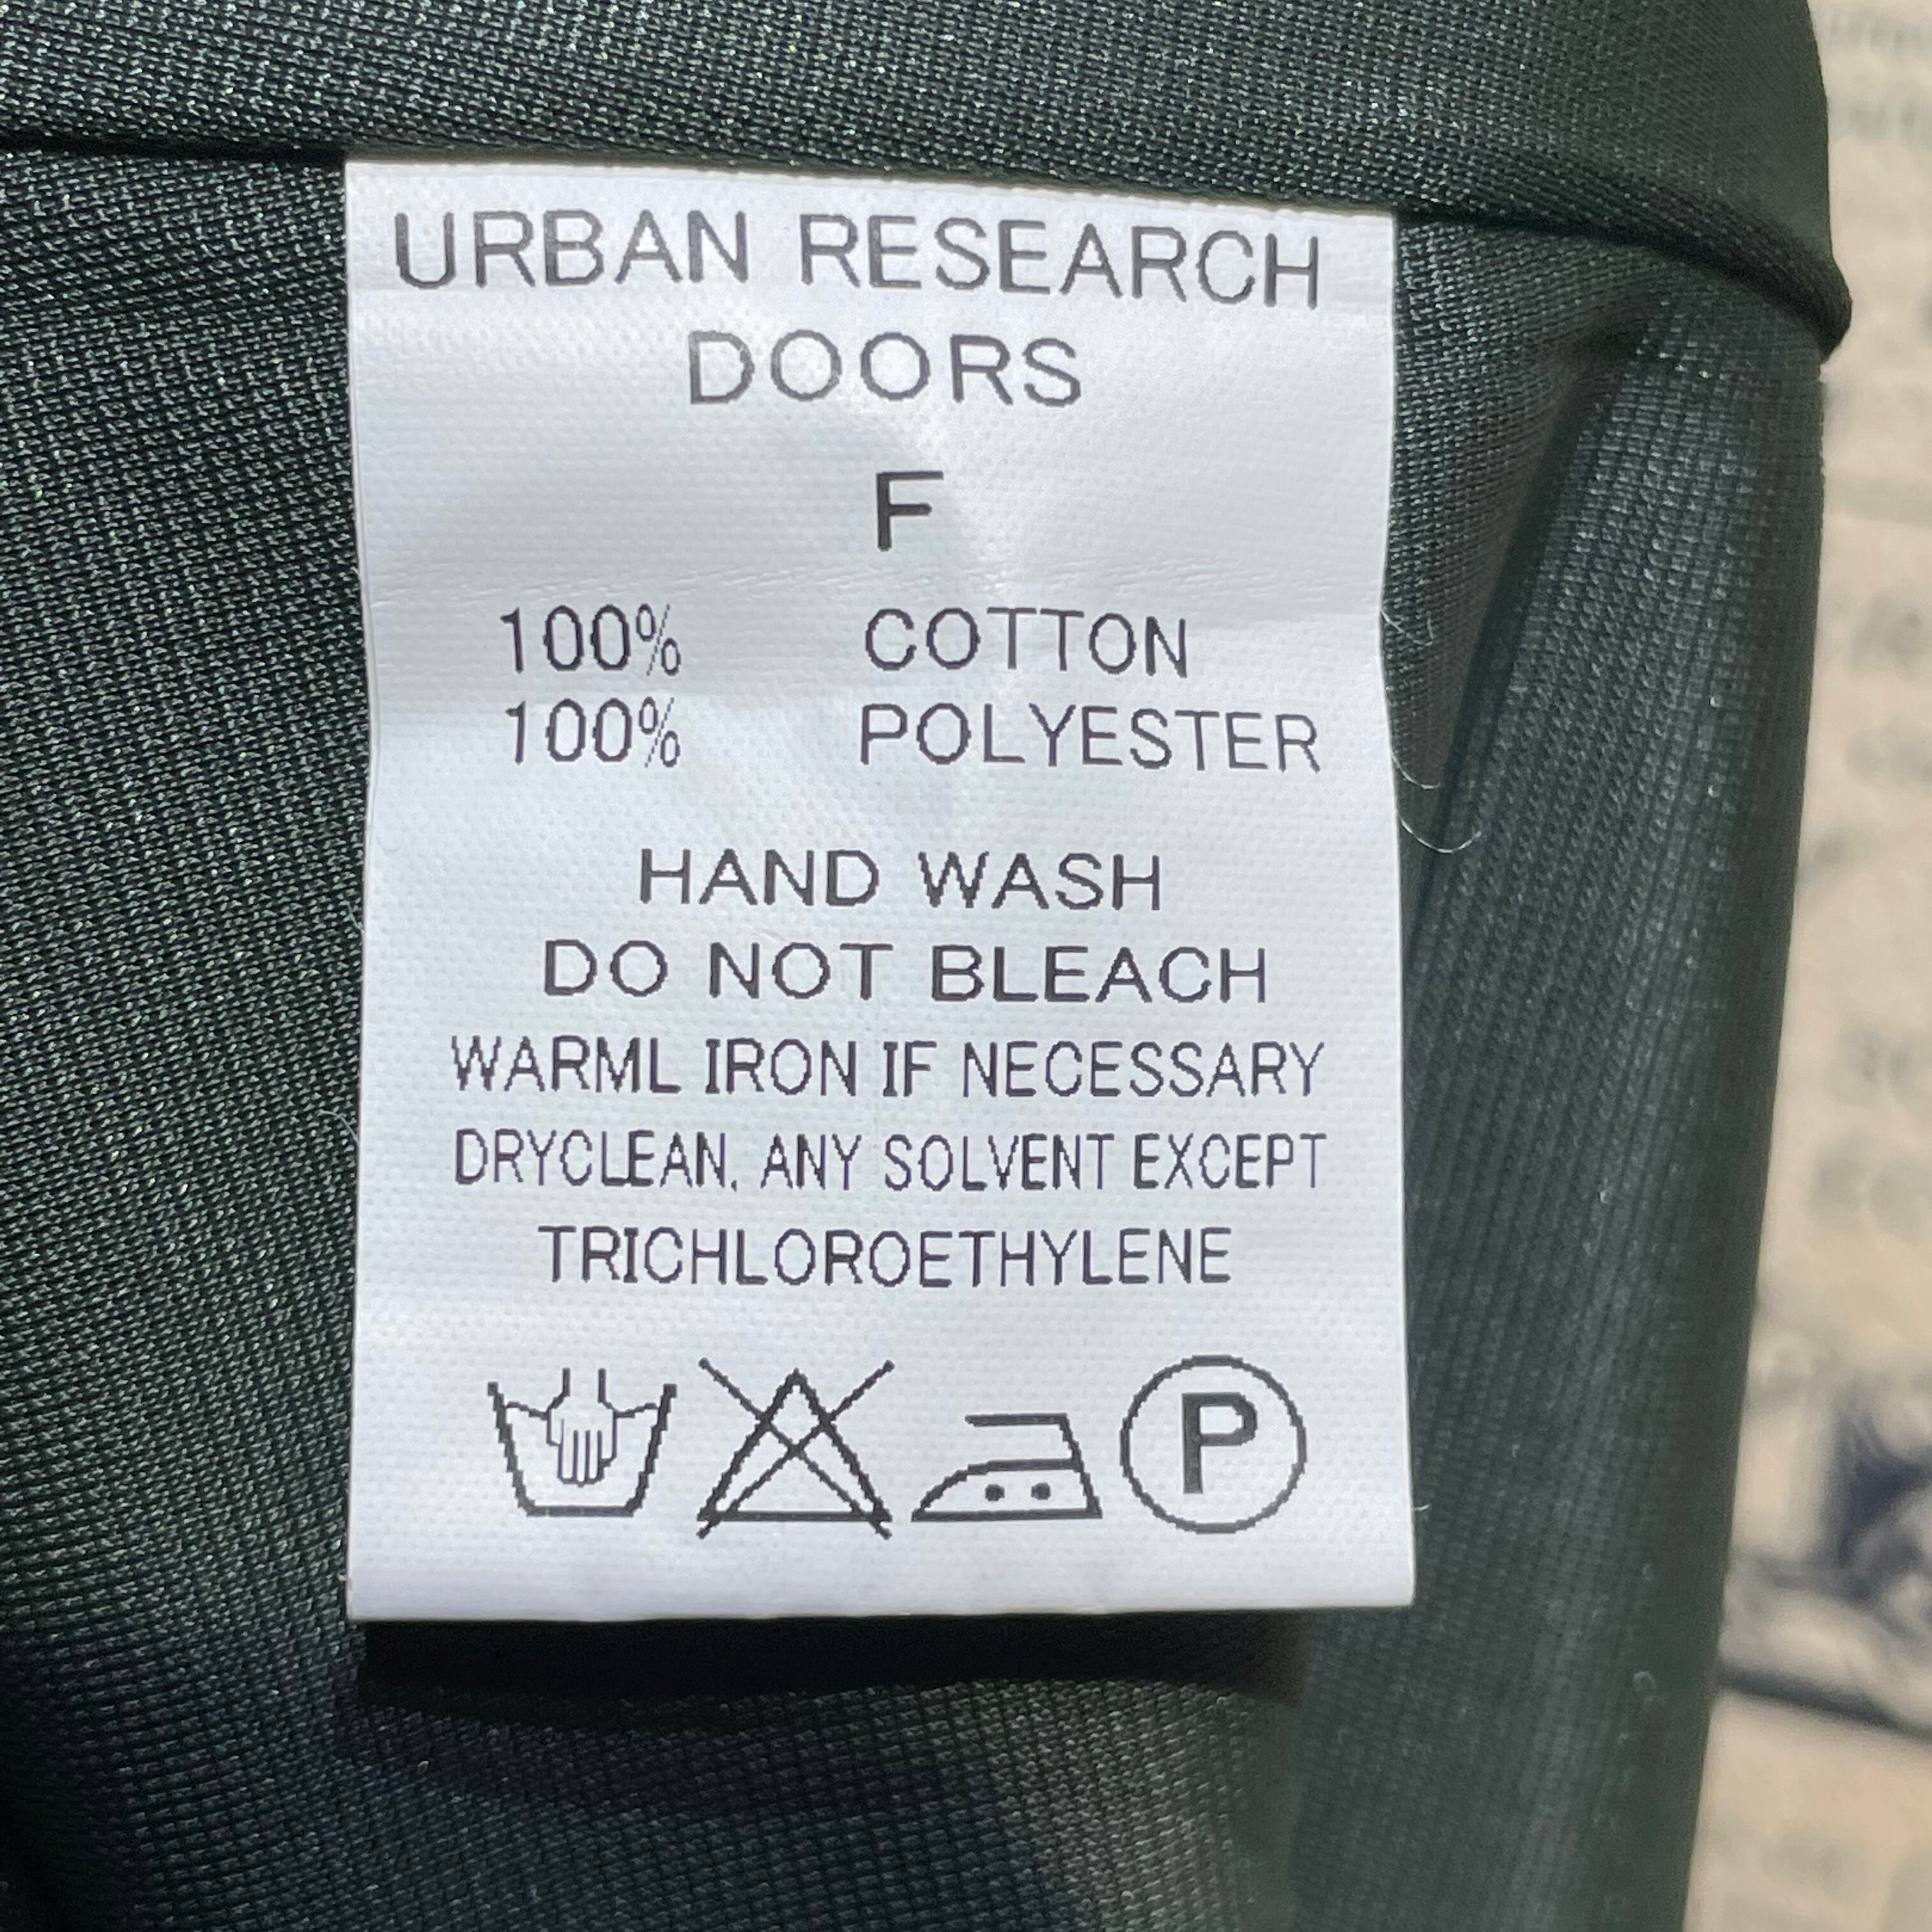 URBAN RESEARCH
DOORS
F
100% COTTON
100% POLYESTER
HAND WASH
DO NOT BLEACH
WARML IRON IF NECESSARY
DRYCLEAN. ANY SOLVENT EXCEPT
TRICHLOROETHYLENE
P